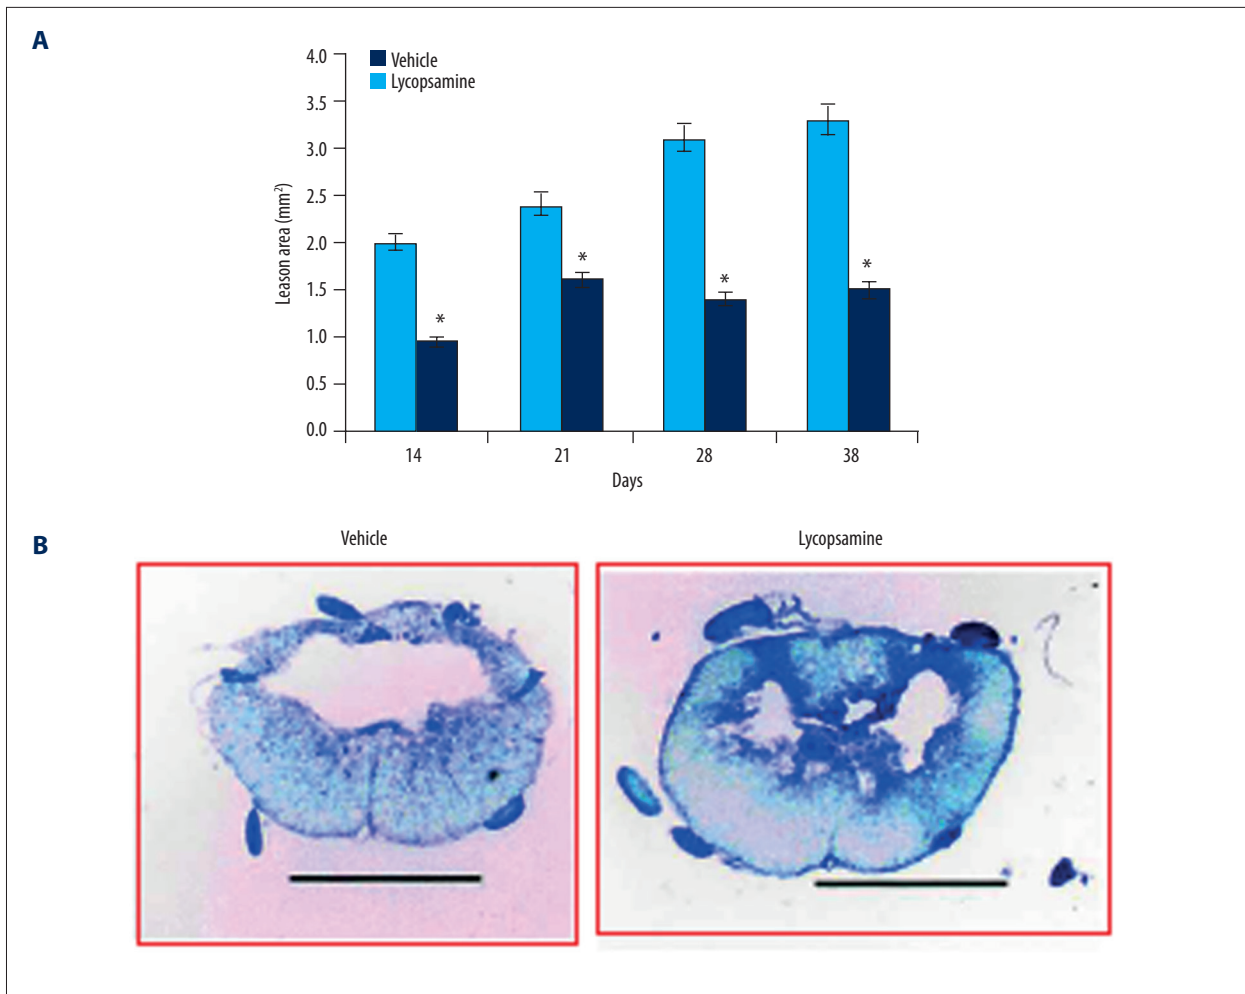 A
Vehicle
Lycopsamine
4.0
3.5
3.0
2.5
2.0
1.5
1.0
0.5
0.0
Leason area (mm²)
*
*
*
*
14 21 28 38
Days
B
Vehicle Lycopsamine